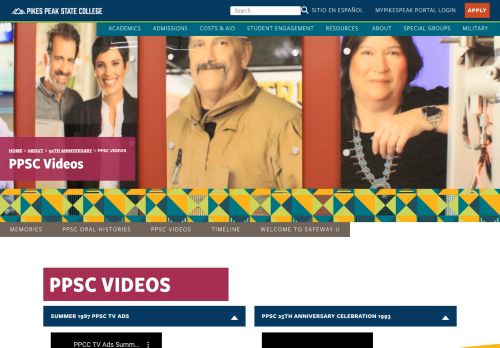 PIKES PEAK STATE COLLEGE
Search
SITIO EN ESPAÑOL
MYPIKESPEAK PORTAL LOGIN
APPLY
ACADEMICS ADMISSIONS COSTS & AID STUDENT ENGAGEMENT RESOURCES ABOUT SPECIAL GROUPS MILITARY
HOME > ABOUT > 50TH ANNIVERSARY > PPSC VIDEOS
PPSC Videos
MEMORIES PPSC ORAL HISTORIES PPSC VIDEOS TIMELINE WELCOME TO SAFEWAY U
PPSC VIDEOS
SUMMER 1987 PPSC TV ADS
PPSC 25TH ANNIVERSARY CELEBRATION 1993
PPCC TV Ads Summ...